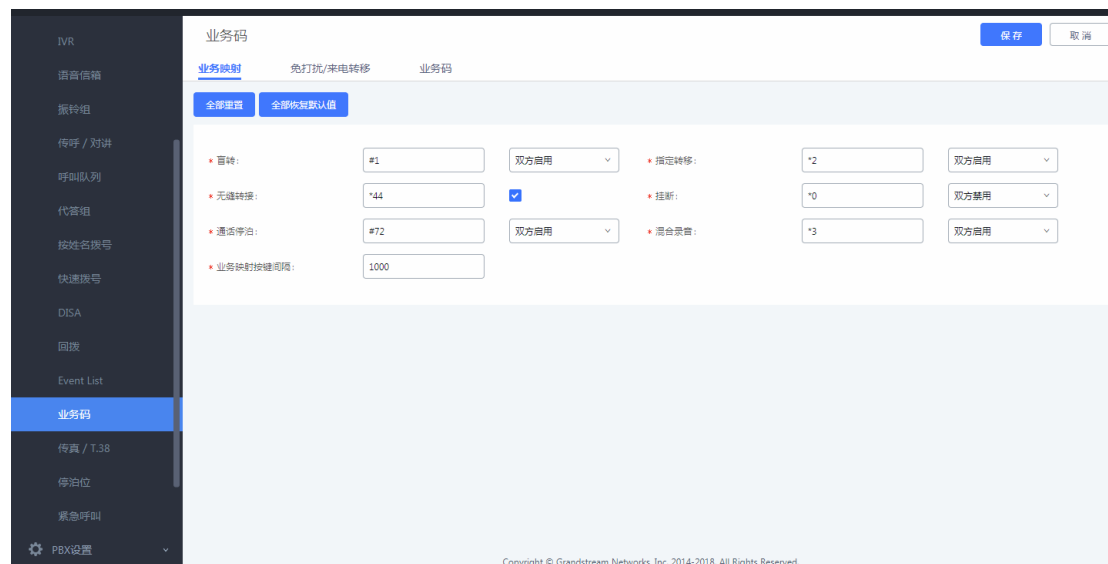 IVR
语音信箱
振铃组
传呼 / 对讲
呼叫队列
代答组
按姓名拨号
快速拨号
DISA
回拨
Event List
业务码
传真 / T.38
停泊位
紧急呼叫
PBX设置
业务码
保存 取消
业务映射 免打扰/来电转移 业务码
全部重置 全部恢复默认值
* 盲转: #1 双方启用 * 指定转移: *2 双方启用
* 无缝转接: *44 * 挂断: *0 双方禁用
* 通话停泊: #72 双方启用 * 混合录音: *3 双方启用
* 业务映射按键间隔: 1000
Copyright © Grandstream Networks, Inc. 2014-2018. All Rights Reserved.